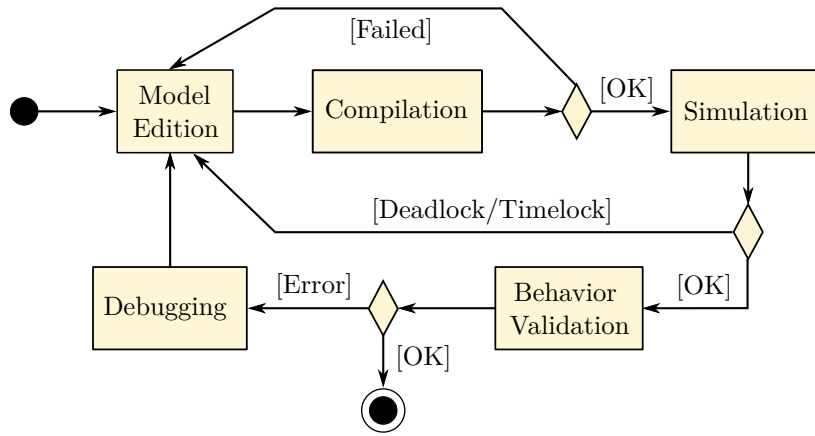 [Failed]
Model
Edition
Compilation
[OK]
Simulation
[Deadlock/Timelock]
Debugging
[Error]
Behavior
Validation
[OK]
[OK]